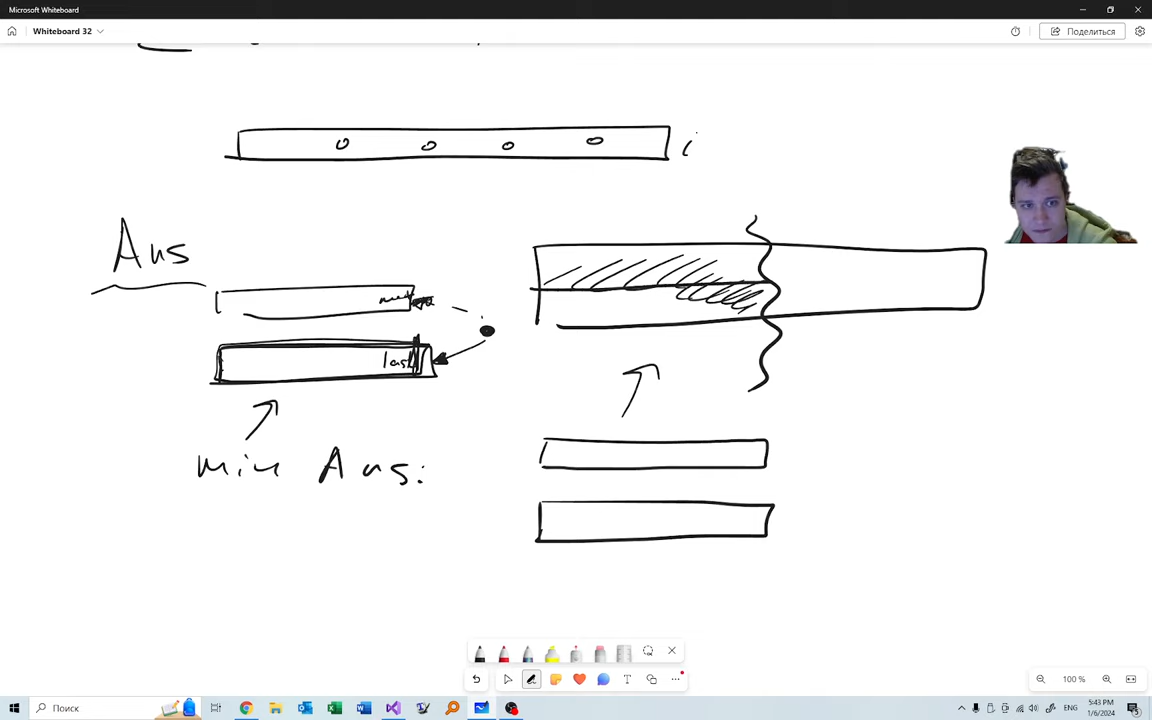 Microsoft Whiteboard
Whiteboard 32
Поделиться
i
Ans
last
min Ans:
100 %
Поиск
ENG
5:43 PM
1/6/2024